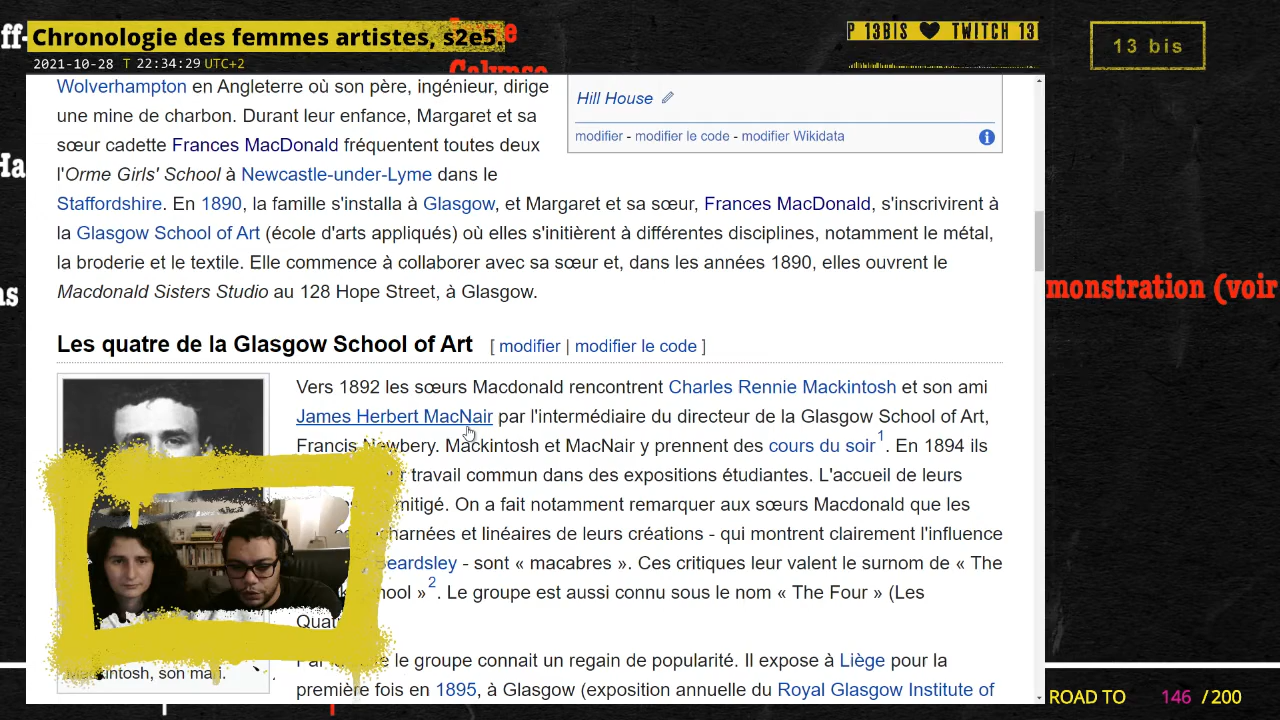 Chronologie des femmes artistes, s2e5
2021-10-28 T 22:34:29 UTC+2
P 13BIS TWITCH 13
13 bis
Wolverhampton en Angleterre où son père, ingénieur, dirige
une mine de charbon. Durant leur enfance, Margaret et sa
sœur cadette Frances MacDonald fréquentent toutes deux
l'Orme Girls' School à Newcastle-under-Lyme dans le
Staffordshire. En 1890, la famille s'installa à Glasgow, et Margaret et sa sœur, Frances MacDonald, s'inscrivirent à
la Glasgow School of Art (école d'arts appliqués) où elles s'initièrent à différentes disciplines, notamment le métal,
la broderie et le textile. Elle commence à collaborer avec sa sœur et, dans les années 1890, elles ouvrent le
Macdonald Sisters Studio au 128 Hope Street, à Glasgow.
Hill House
modifier - modifier le code - modifier Wikidata
Les quatre de la Glasgow School of Art [ modifier | modifier le code ]
Vers 1892 les sœurs Macdonald rencontrent Charles Rennie Mackintosh et son ami
James Herbert MacNair par l'intermédiaire du directeur de la Glasgow School of Art,
Francis Newbery. Mackintosh et MacNair y prennent des cours du soir1. En 1894 ils
travail commun dans des expositions étudiantes. L'accueil de leurs
mitigé. On a fait notamment remarquer aux sœurs Macdonald que les
charnées et linéaires de leurs créations - qui montrent clairement l'influence
Beardsley - sont « macabres ». Ces critiques leur valent le surnom de « The
hool »2. Le groupe est aussi connu sous le nom « The Four » (Les
Quat
le groupe connait un regain de popularité. Il expose à Liège pour la
première fois en 1895, à Glasgow (exposition annuelle du Royal Glasgow Institute of
Mackintosh, son mari.
monstration (voir
ROAD TO 146 / 200